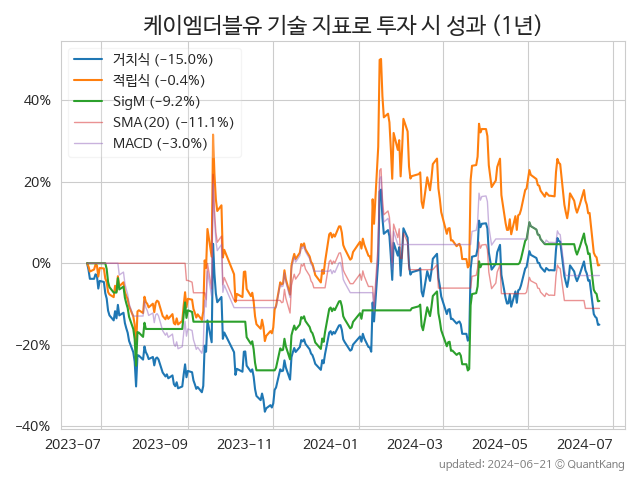 케이엠더블유 기술 지표로 투자 시 성과 (1년)
거치식 (−15.0%)
적립식 (−0.4%)
SigM (−9.2%)
SMA(20) (−11.1%)
MACD (−3.0%)
40%
20%
0%
−20%
−40%
2023-07 2023-09 2023-11 2024-01 2024-03 2024-05 2024-07
updated: 2024-06-21 © QuantKang